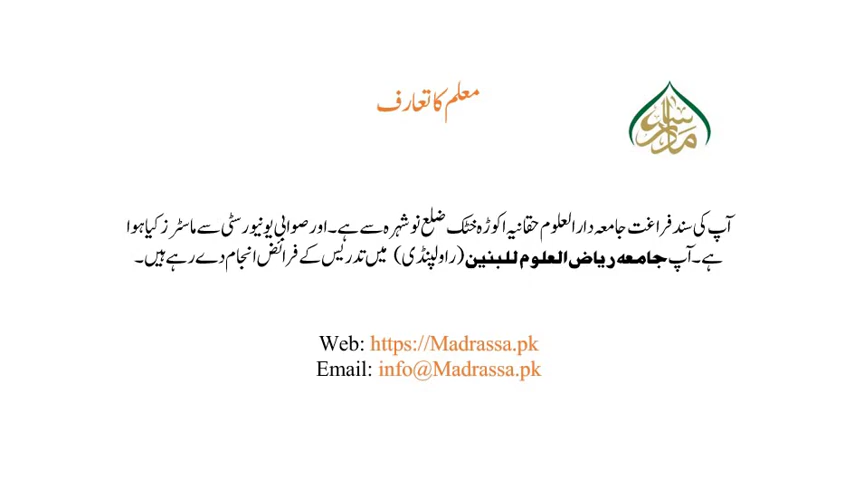 معلم کا تعارف
مدرسہ
آپ کی سند فراغت جامعہ دارالعلوم حقانیہ اکوڑہ خٹک ضلع نوشہرہ سے ہے۔ اور صوابی یونیورسٹی سے ماسٹرز کیا ہوا
ہے۔ آپ جامعہ ریاض العلوم للبنین (راولپنڈی) میں تدریس کے فرائض انجام دے رہے ہیں۔
Web: https://Madrassa.pk
Email: info@Madrassa.pk